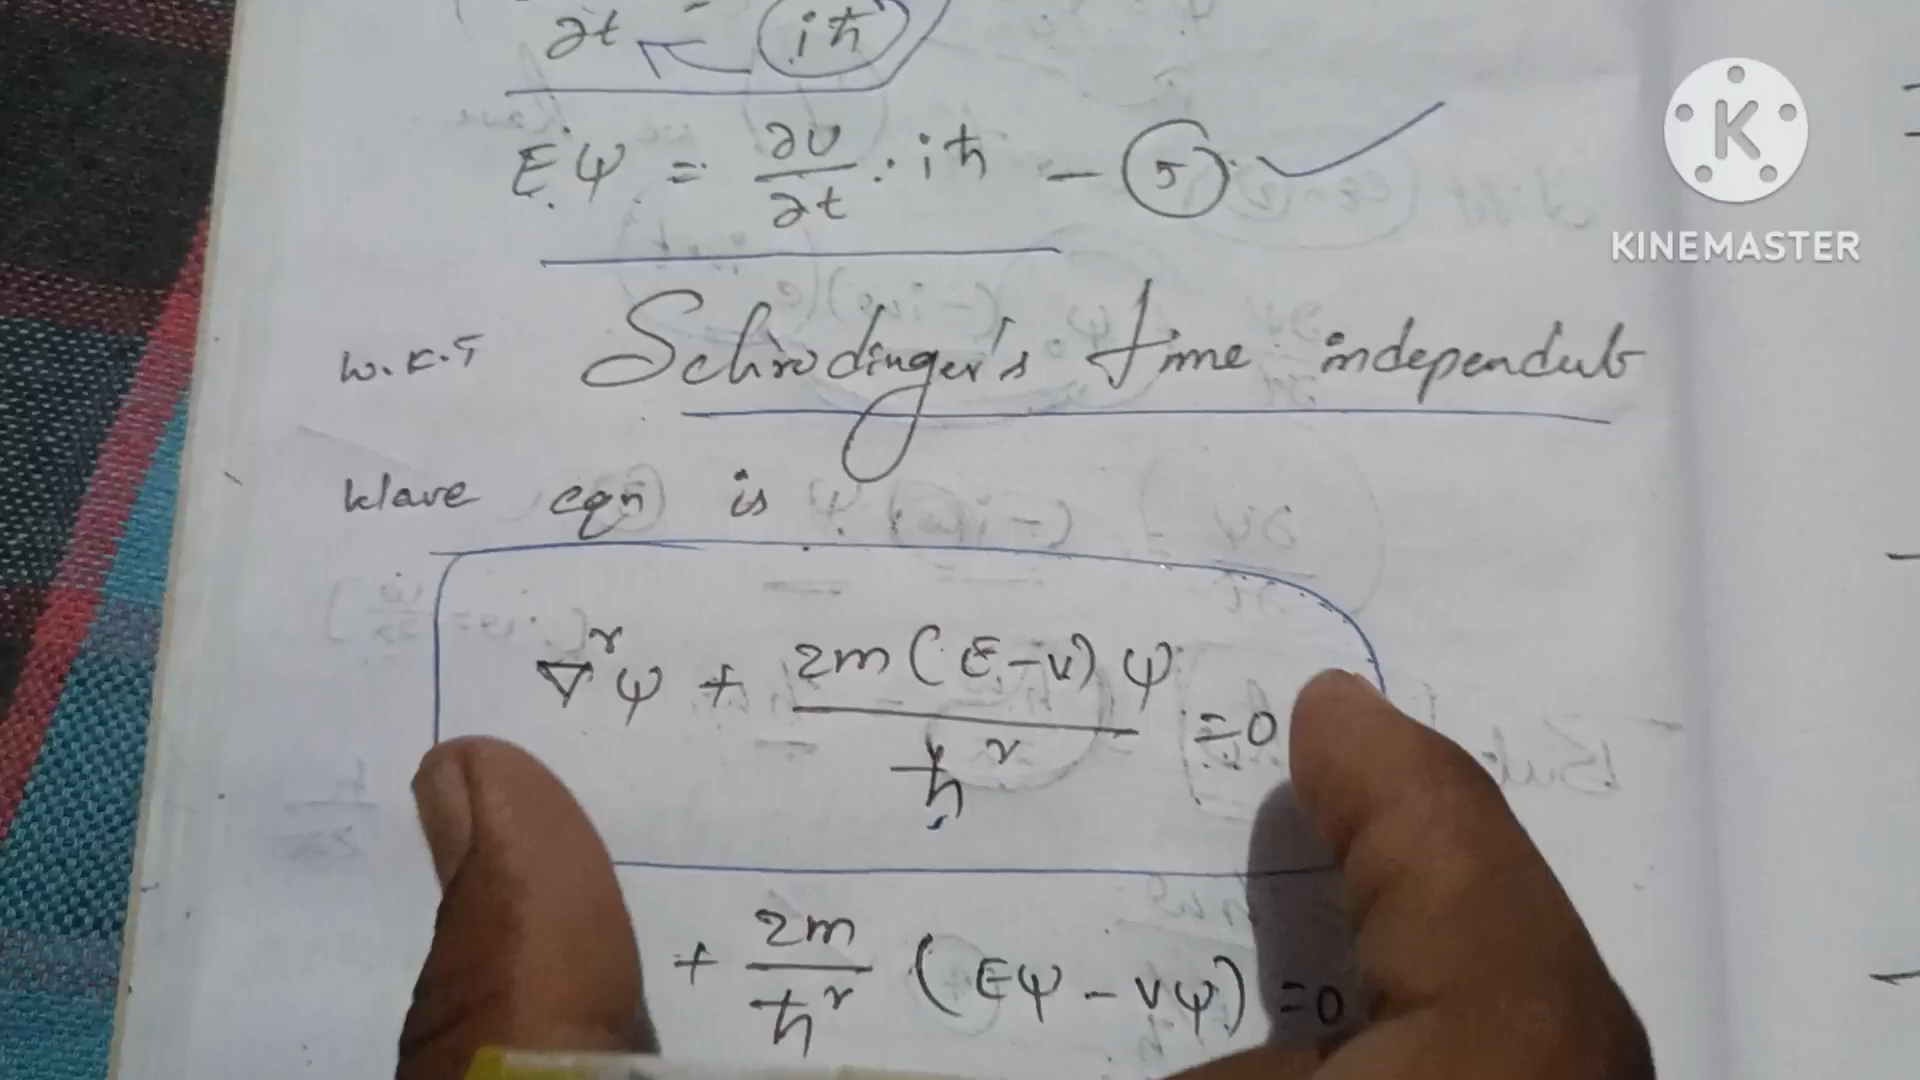 ∂t iħ
Eψ = ∂ψ/∂t . iħ — (5)
KINEMASTER
W.K.T Schrodinger's time independent
Wave eqn is
∇²ψ + 2m(E-V)ψ/ħ² = 0
+ 2m/ħ² (Eψ - Vψ) = 0